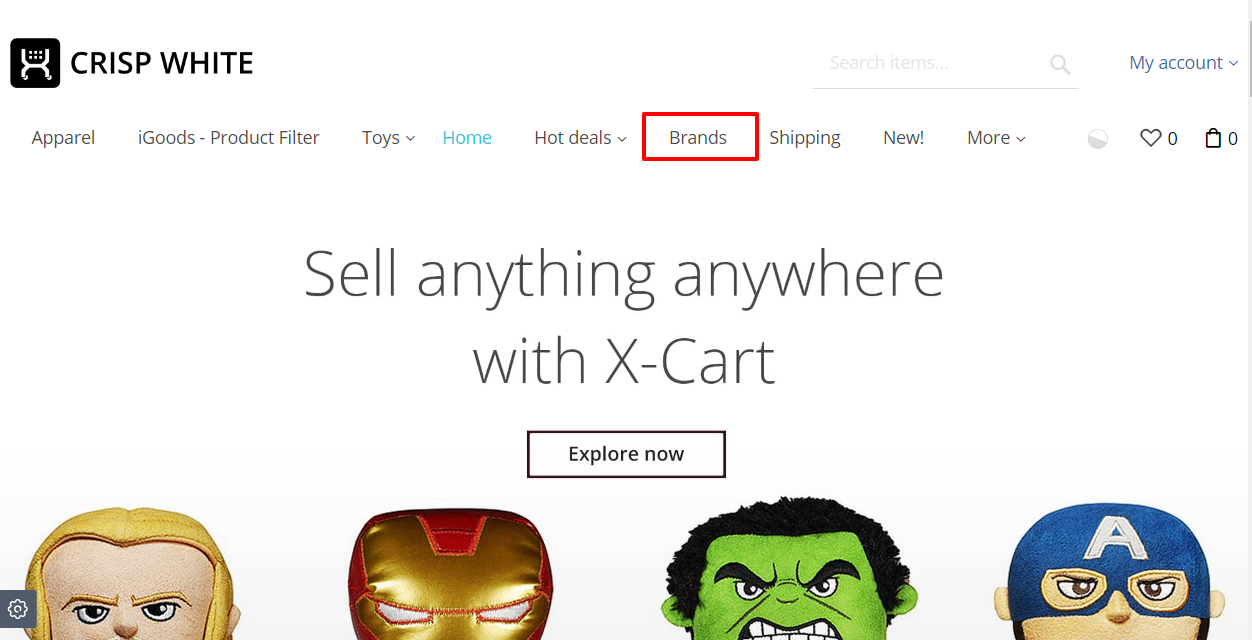 CRISP WHITE
Search items...
My account
Apparel
iGoods - Product Filter
Toys
Home
Hot deals
Brands
Shipping
New!
More
0
0
Sell anything anywhere
with X-Cart
Explore now
A